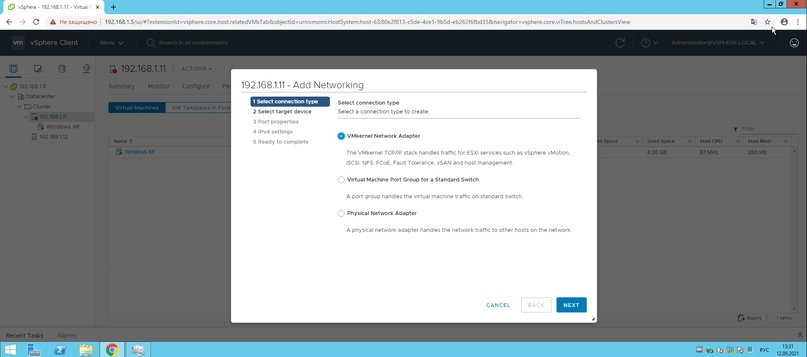 vSphere - 192.168.1.11 - Virtual
Не защищено
192.168.1.5/ui/#?extensionId=vsphere.core.host.relatedVMsTab&objectId=urn:vmomi:HostSystem:host-63:80e2f813-c5de-4ce1-9b5d-eb262f6fbd35&navigator=vsphere.core.viTree.hostsAndClustersView
vm vSphere Client Menu Search in all environments Administrator@VSPHERE.LOCAL
192.168.1.11 ACTIONS
192.168.1.5
Datacenter
Cluster
192.168.1.11
Windows XP
192.168.1.12
Summary Monitor Configure
Virtual Machines VM Templates in Fold
Filter
Name Used Space Host CPU Host Mem
Windows XP 87 MHz
Export 1 items
192.168.1.11 - Add Networking
1 Select connection type
2 Select target device
3 Port properties
4 IPv4 settings
5 Ready to complete
Select connection type
Select a connection type to create.
VMkernel Network Adapter
The VMkernel TCP/IP stack handles traffic for ESXi services such as vSphere vMotion,
iSCSI, NFS, FCoE, Fault Tolerance, vSAN and host management.
Virtual Machine Port Group for a Standard Switch
A port group handles the virtual machine traffic on standard switch.
Physical Network Adapter
A physical network adapter handles the network traffic to other hosts on the network.
CANCEL BACK NEXT
Recent Tasks Alarms
РУС
13:31
12.09.2021